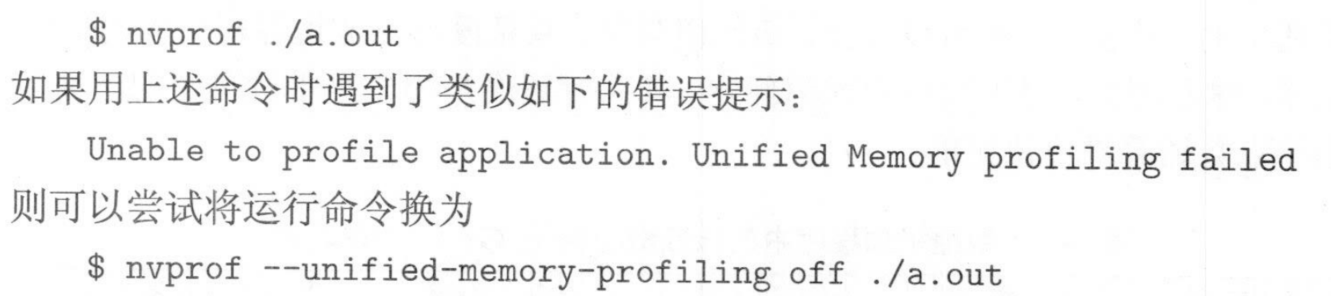 $ nvprof ./a.out
如果用上述命令时遇到了类似如下的错误提示:
Unable to profile application. Unified Memory profiling failed
则可以尝试将运行命令换为
$ nvprof --unified-memory-profiling off ./a.out